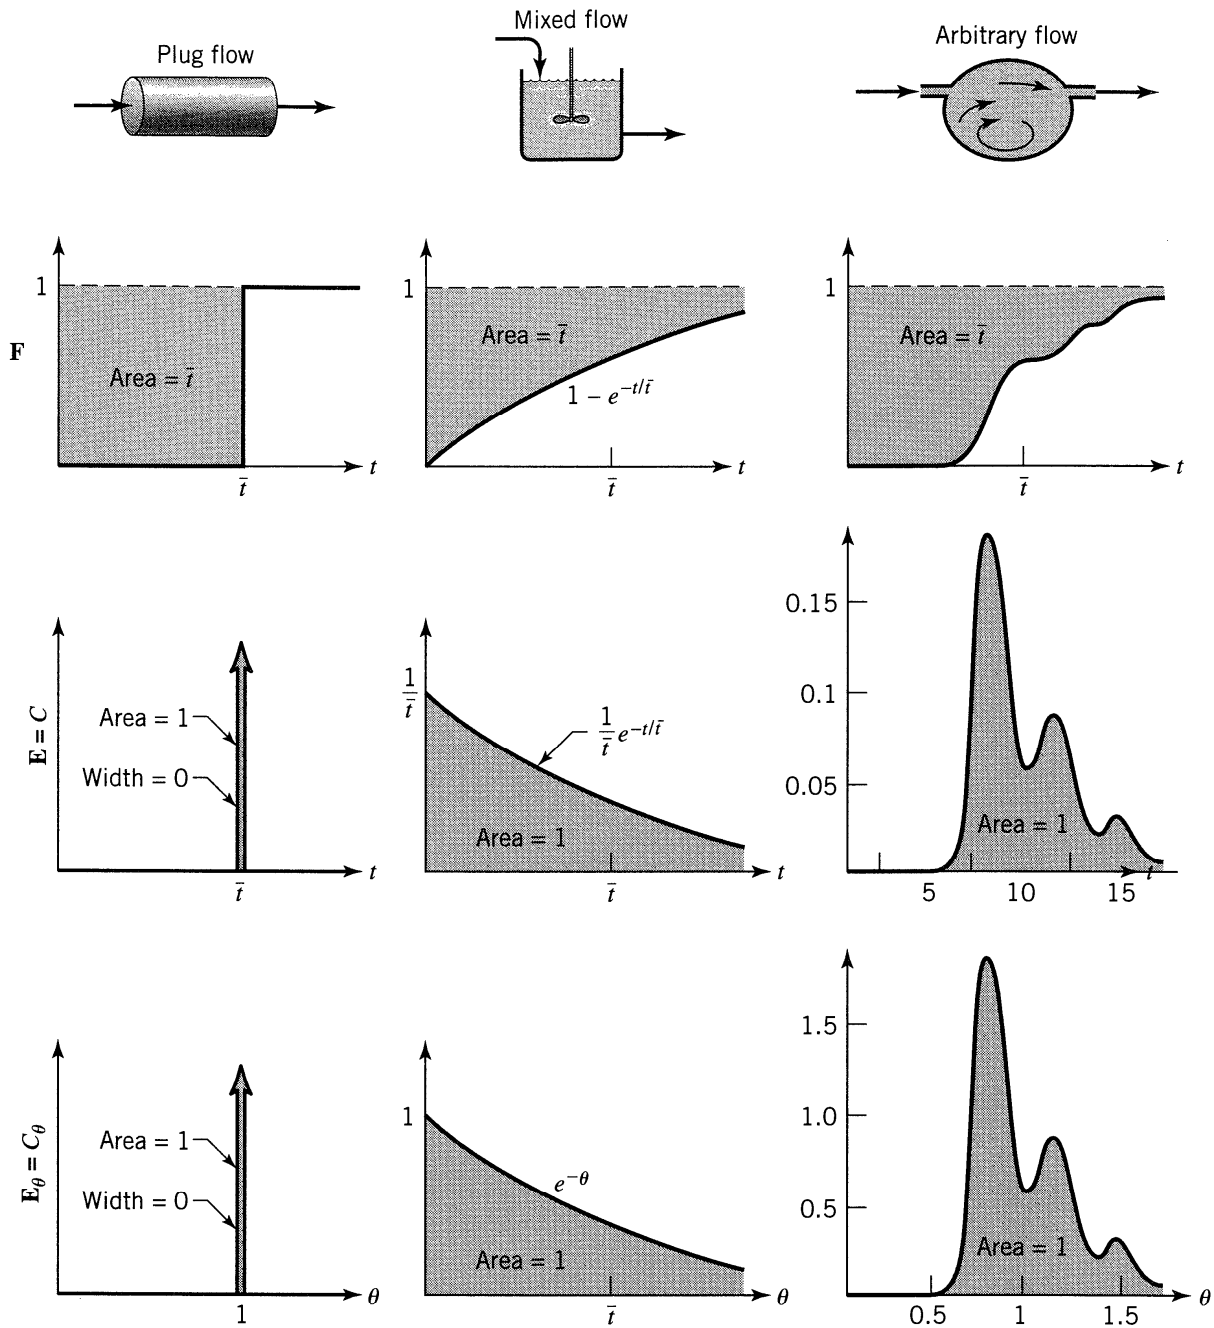 Plug flow
Mixed flow
Arbitrary flow
F
1
Area = t̄
t̄
t
1
Area = t̄
1 − e^{−t/t̄}
t̄
t
1
Area = t̄
t̄
t
E = C
Area = 1
Width = 0
t̄
t
1/t̄
1/t̄ e^{−t/t̄}
Area = 1
t̄
t
0.15
0.1
0.05
Area = 1
5 10 15
t
E_θ = C_θ
Area = 1
Width = 0
1
θ
1
e^{−θ}
Area = 1
t̄
θ
1.5
1.0
0.5
Area = 1
0.5 1 1.5
θ